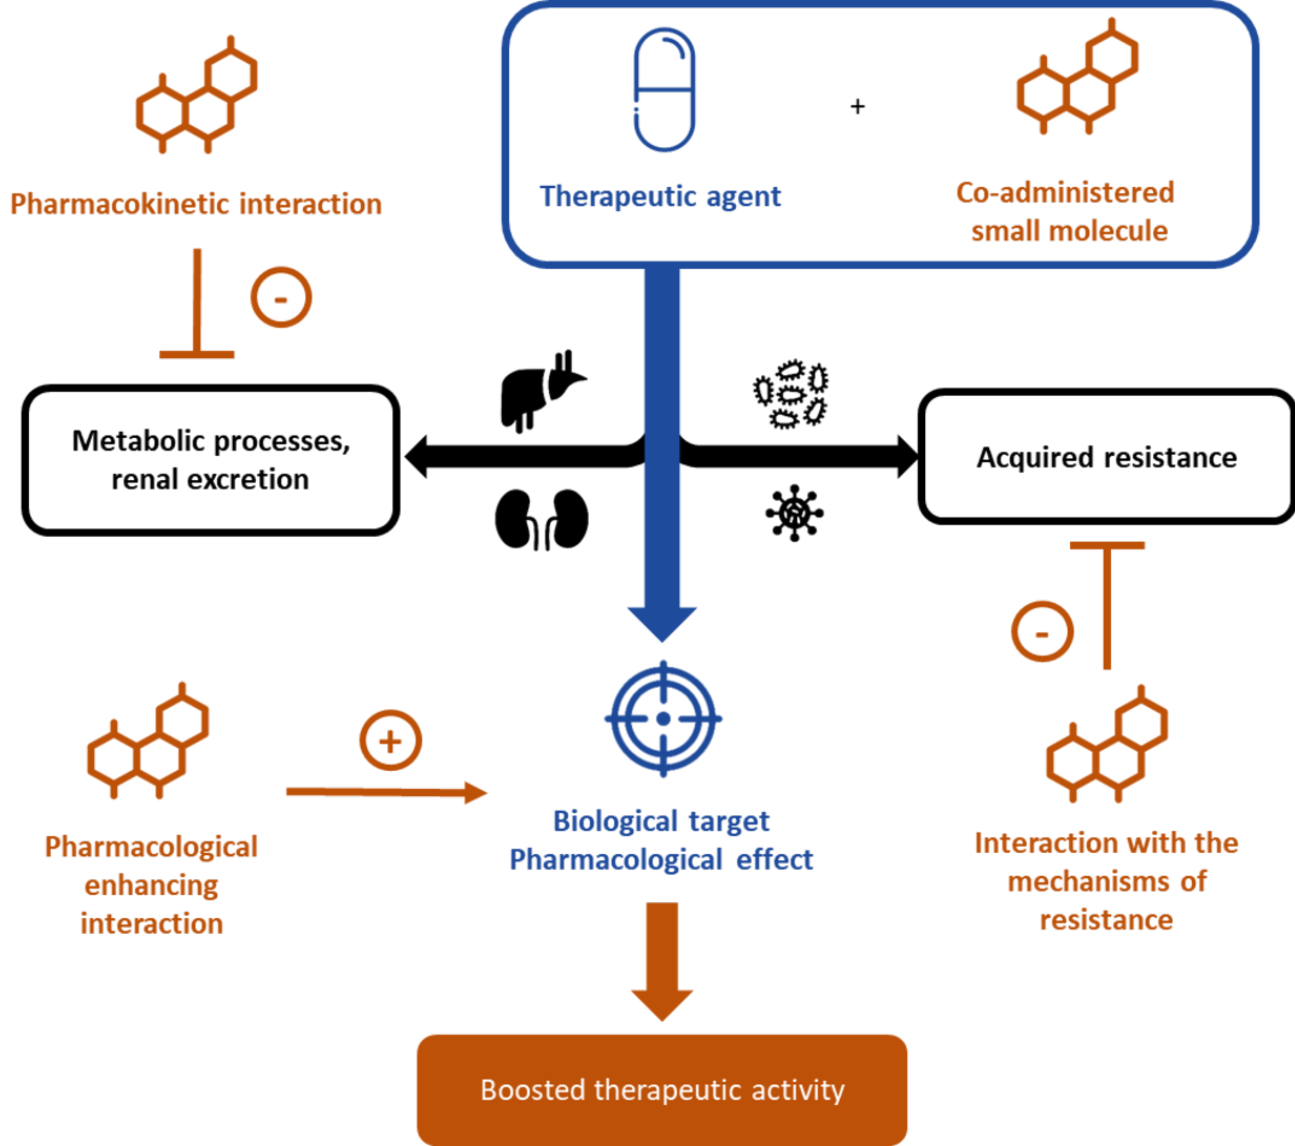 Pharmacokinetic interaction
-
Therapeutic agent
+
Co-administered
small molecule
Metabolic processes,
renal excretion
Acquired resistance
Pharmacological
enhancing
interaction
+
Biological target
Pharmacological effect
-
Interaction with the
mechanisms of
resistance
Boosted therapeutic activity